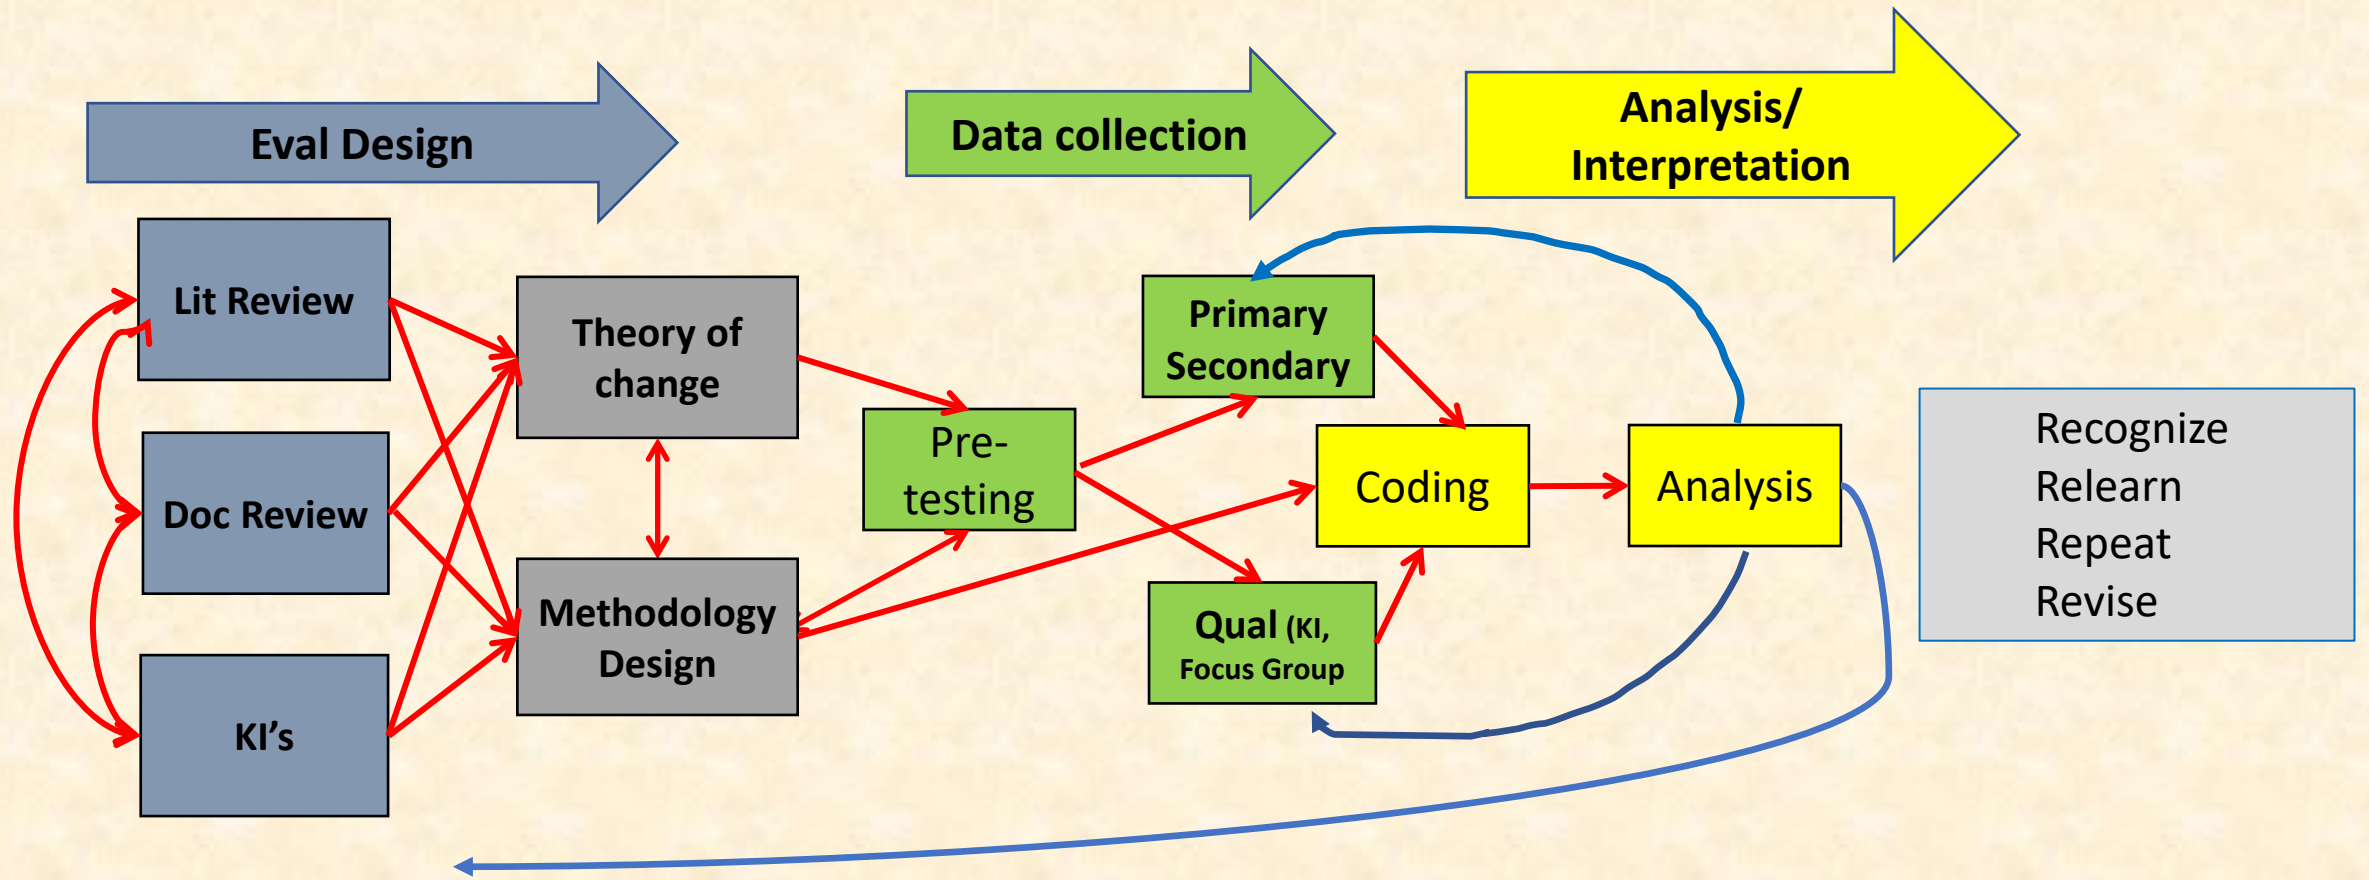 Eval Design
Data collection
Analysis/
Interpretation
Lit Review
Doc Review
KI's
Theory of
change
Methodology
Design
Pre-
testing
Primary
Secondary
Qual (KI,
Focus Group
Coding
Analysis
Recognize
Relearn
Repeat
Revise